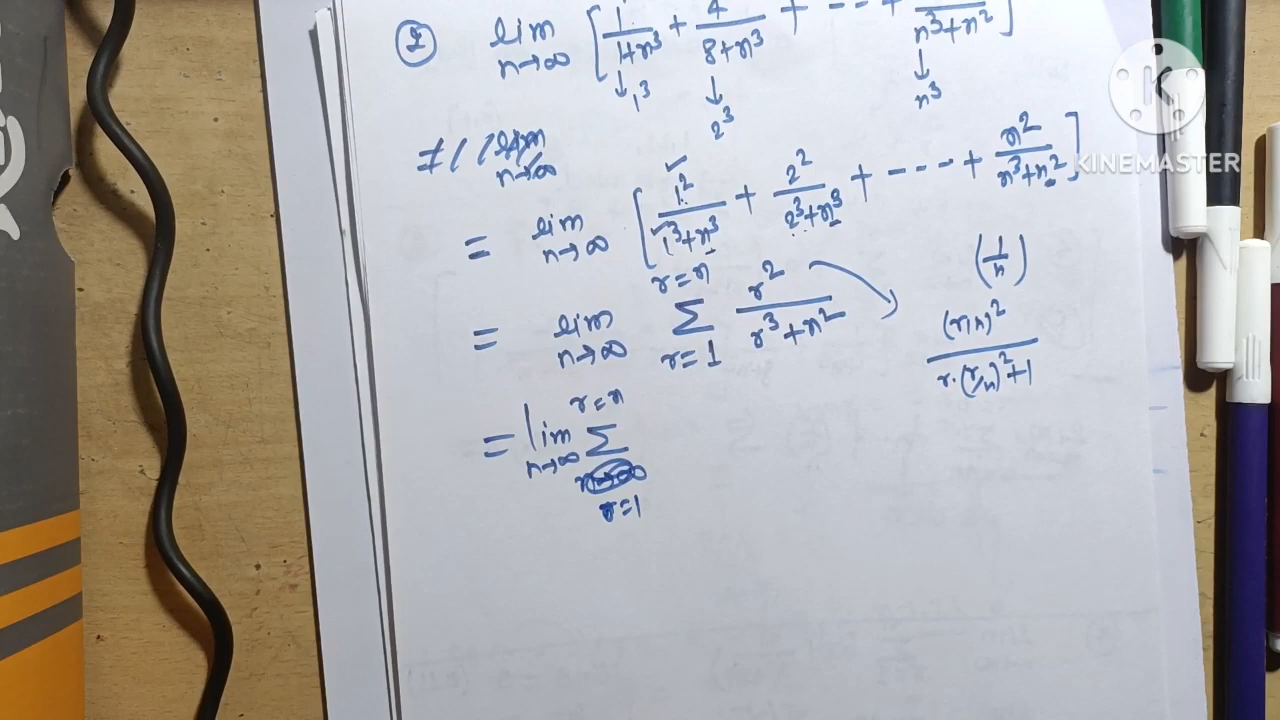 ② lim n→∞ [ 1/1+n³ + 4/8+n³ + --- + /n³+n² ]
↓ 1³ ↓ 2³ ↓ n³
lim n→∞
= lim n→∞ [ 1²/1³+n³ + 2²/2³+n³ + ---- + n²/n³+n² ]
KINEMASTER
(1/n)
= lim n→∞ r=n Σ r=1 r²/r³+n²
(r/n)²/r.(r/n)²+1
= lim n→∞ r=n Σ r=1